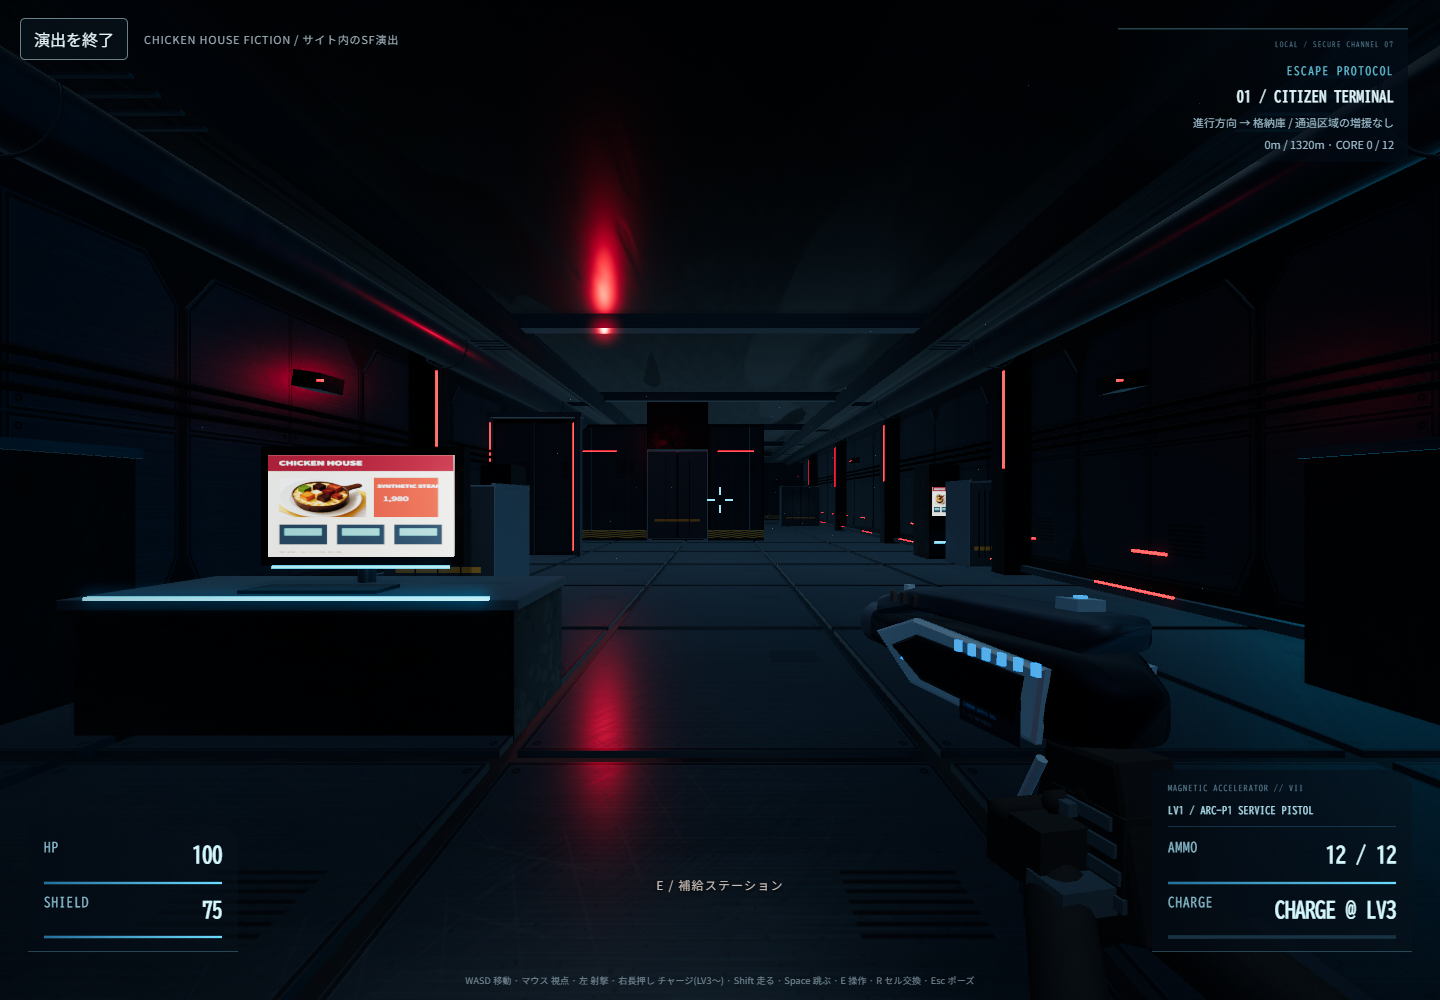 演出を終了
CHICKEN HOUSE FICTION / サイト内のSF演出
LOCAL / SECURE CHANNEL 07
ESCAPE PROTOCOL
01 / CITIZEN TERMINAL
進行方向 → 格納庫 / 通過区域の増援なし
0m / 1320m · CORE 0 / 12
CHICKEN HOUSE
SYNTHETIC STEAK
1,980
E / 補給ステーション
HP
100
SHIELD
75
MAGNETIC ACCELERATOR // VII
LV1 / ARC-P1 SERVICE PISTOL
AMMO
12 / 12
CHARGE
CHARGE @ LV3
WASD 移動 · マウス 視点 · 左 射撃 · 右長押し チャージ(LV3〜) · Shift 走る · Space 跳ぶ · E 操作 · R セル交換 · Esc ポーズ